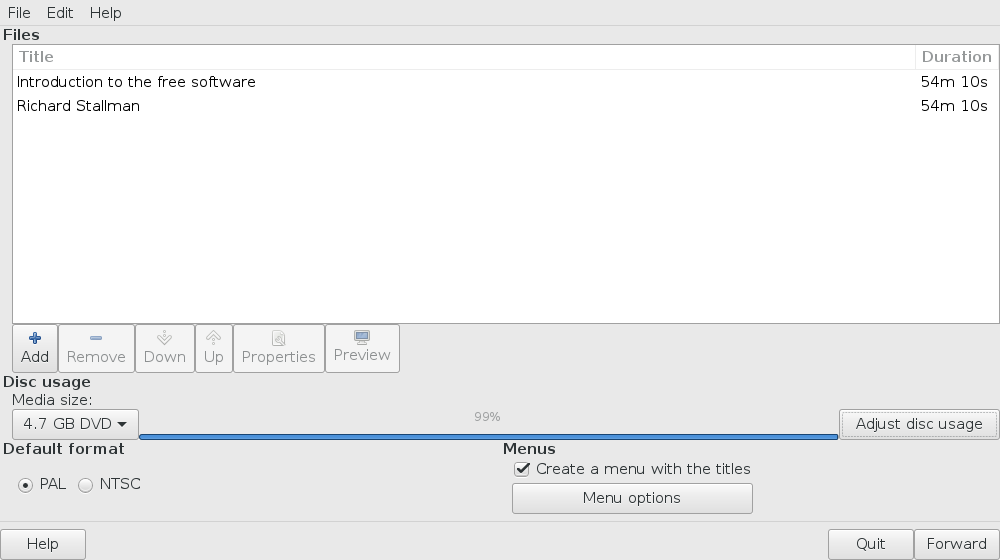 File Edit Help
Files
Title Duration
Introduction to the free software 54m 10s
Richard Stallman 54m 10s
Add Remove Down Up Properties Preview
Disc usage
Media size:
4.7 GB DVD 99% Adjust disc usage
Default format Menus
PAL NTSC Create a menu with the titles
Menu options
Help Quit Forward